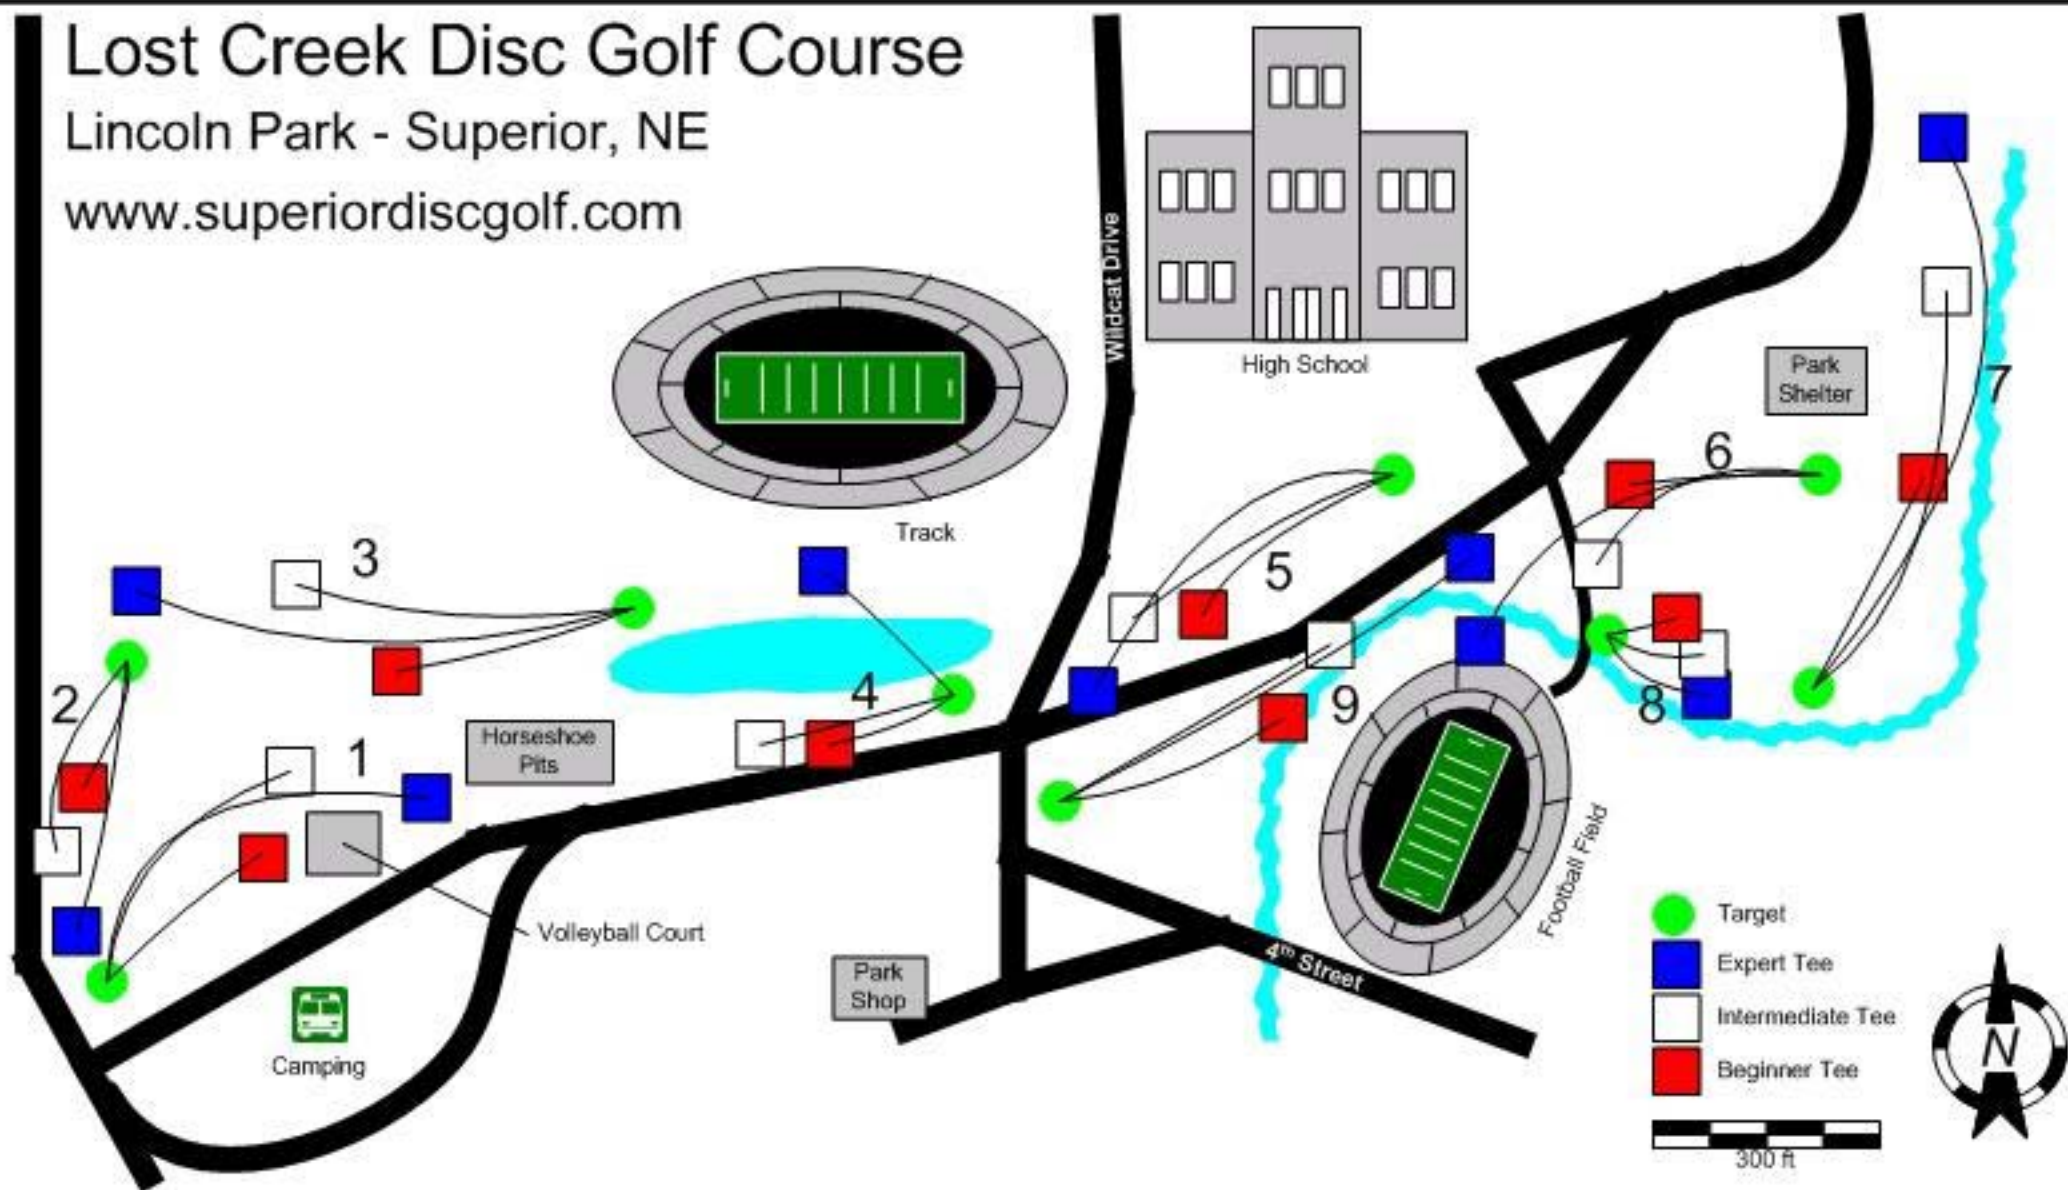 Lost Creek Disc Golf Course
Lincoln Park - Superior, NE
www.superiordiscgolf.com
Wildcat Drive
High School
Park
Shelter
7
6
Track
3
5
2
4
9
8
1
Horseshoe
Pits
Volleyball Court
Football Field
Park
Shop
4th Street
Camping
Target
Expert Tee
Intermediate Tee
Beginner Tee
N
300 ft